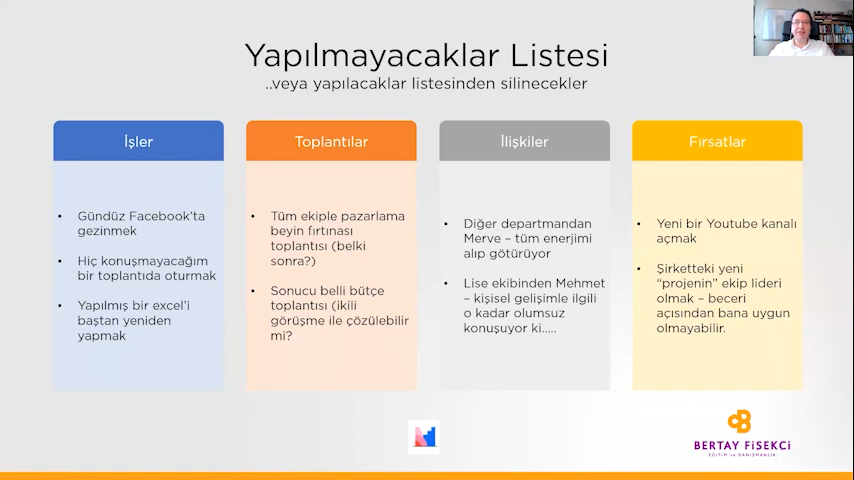 Yapılmayacaklar Listesi
..veya yapılacaklar listesinden silinecekler
İşler
• Gündüz Facebook'ta
gezinmek
• Hiç konuşmayacağım
bir toplantıda oturmak
• Yapılmış bir excel'i
baştan yeniden
yapmak
Toplantılar
• Tüm ekiple pazarlama
beyin fırtınası
toplantısı (belki
sonra?)
• Sonucu belli bütçe
toplantısı (ikili
görüşme ile çözülebilir
mi?
İlişkiler
• Diğer departmandan
Merve – tüm enerjimi
alıp götürüyor
• Lise ekibinden Mehmet
– kişisel gelişimle ilgili
o kadar olumsuz
konuşuyor ki.....
Fırsatlar
• Yeni bir Youtube kanalı
açmak
• Şirketteki yeni
“projenin” ekip lideri
olmak – beceri
açısından bana uygun
olmayabilir.
BERTAY FİSEKÇİ
EĞİTİM ve DANIŞMANLIK